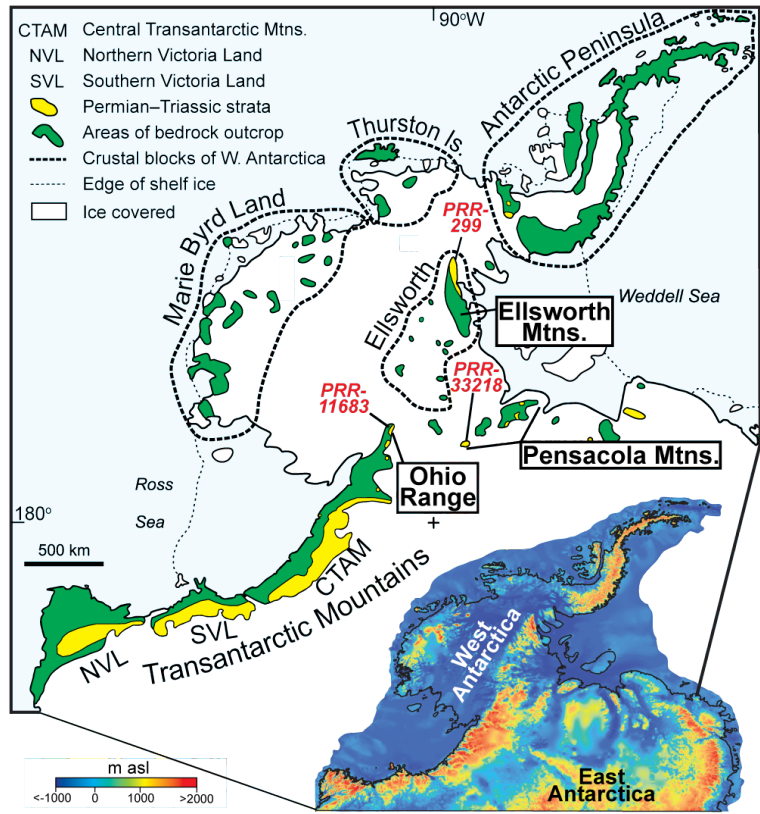 90°W
CTAM Central Transantarctic Mtns.
NVL Northern Victoria Land
SVL Southern Victoria Land
Permian–Triassic strata
Areas of bedrock outcrop
Crustal blocks of W. Antarctica
Edge of shelf ice
Ice covered
Antarctic Peninsula
Thurston Is.
Marie Byrd Land
PRR-
299
Ellsworth
Weddell Sea
Ellsworth
Mtns.
PRR-
33218
PRR-
11683
Pensacola Mtns.
Ohio
Range
Ross
Sea
180°
+
500 km
CTAM
SVL
NVL
Transantarctic Mountains
West
Antarctica
East
Antarctica
m asl
<-1000 0 1000 >2000